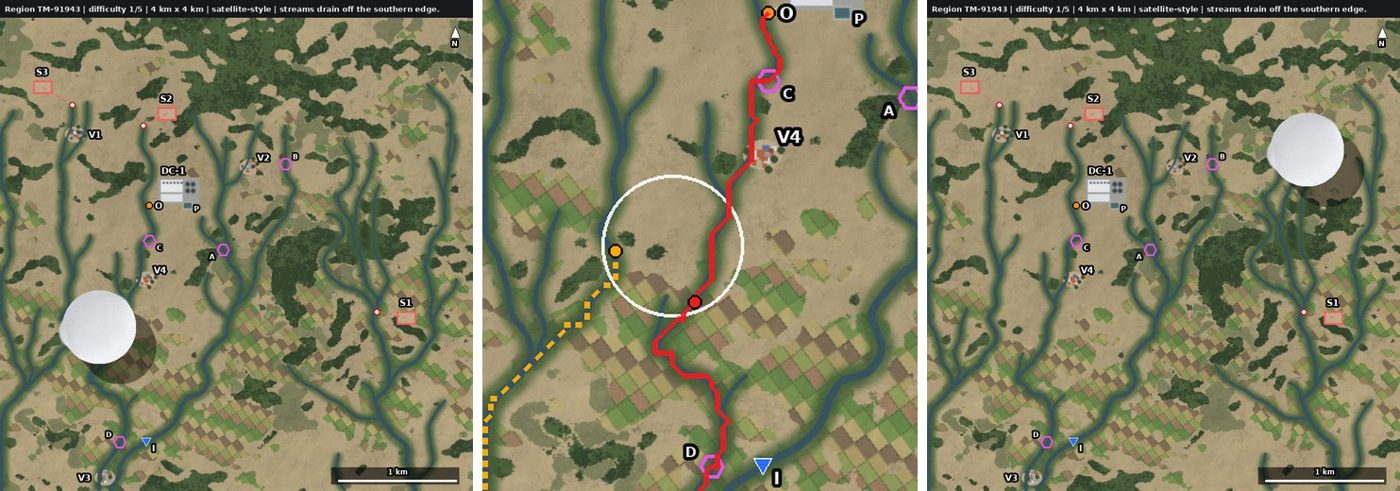 Region TM-91943 | difficulty 1/5 | 4 km x 4 km | satellite-style | streams drain off the southern edge.
N
S3
S2
V1
V2
B
DC-1
O
P
C
A
V4
S1
D
I
V3
1 km
O
P
C
A
V4
D
I
Region TM-91943 | difficulty 1/5 | 4 km x 4 km | satellite-style | streams drain off the southern edge.
N
S3
S2
V1
V2
B
DC-1
O
P
C
A
V4
S1
D
I
V3
1 km